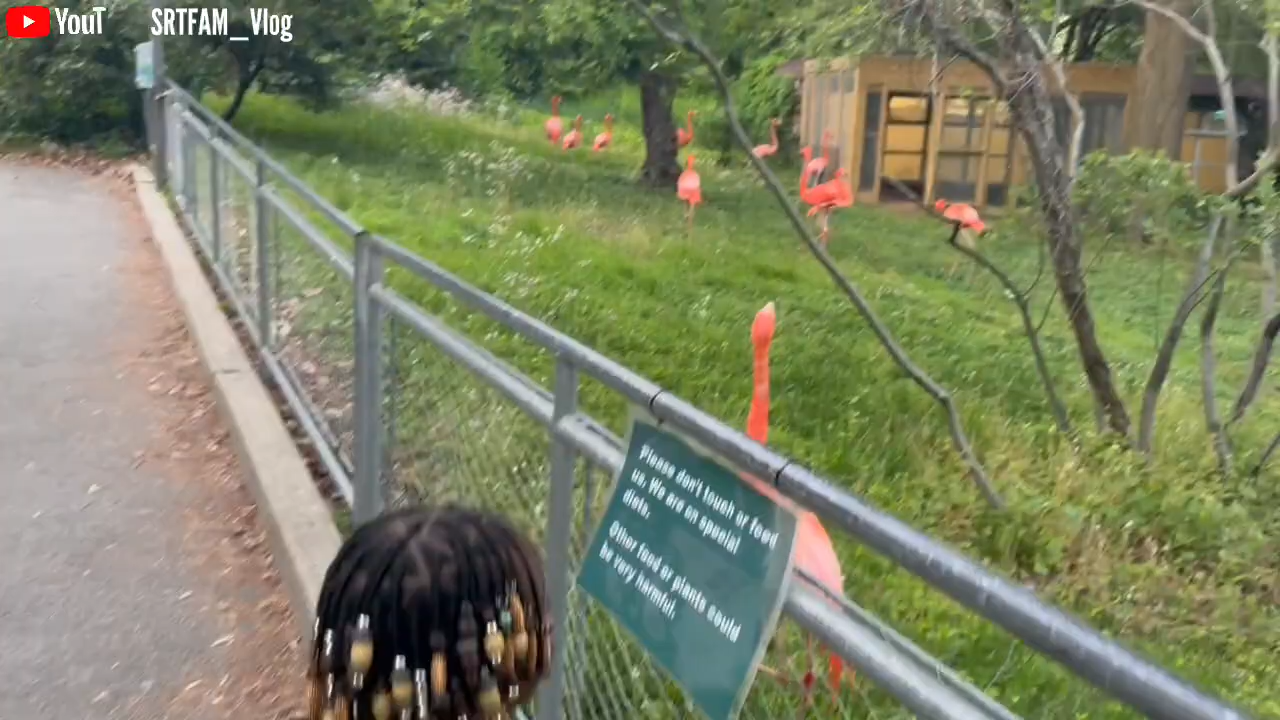 YouT SRTFAM_Vlog
Please don't touch or feed
us. We are on special
diets.
Other food or plants could
be very harmful.